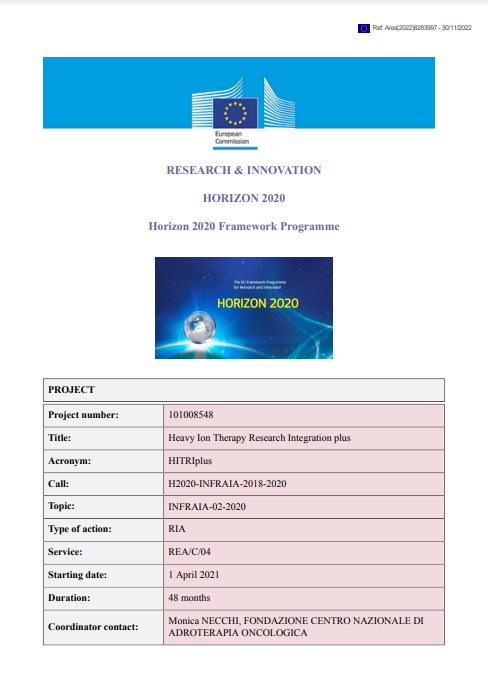 Ref. Ares(2022)8283997 - 30/11/2022
European
Commission
RESEARCH & INNOVATION
HORIZON 2020
Horizon 2020 Framework Programme
The EU Framework Programme
for Research and Innovation
HORIZON 2020
PROJECT
Project number: 101008548
Title: Heavy Ion Therapy Research Integration plus
Acronym: HITRIplus
Call: H2020-INFRAIA-2018-2020
Topic: INFRAIA-02-2020
Type of action: RIA
Service: REA/C/04
Starting date: 1 April 2021
Duration: 48 months
Coordinator contact: Monica NECCHI, FONDAZIONE CENTRO NAZIONALE DI
ADROTERAPIA ONCOLOGICA